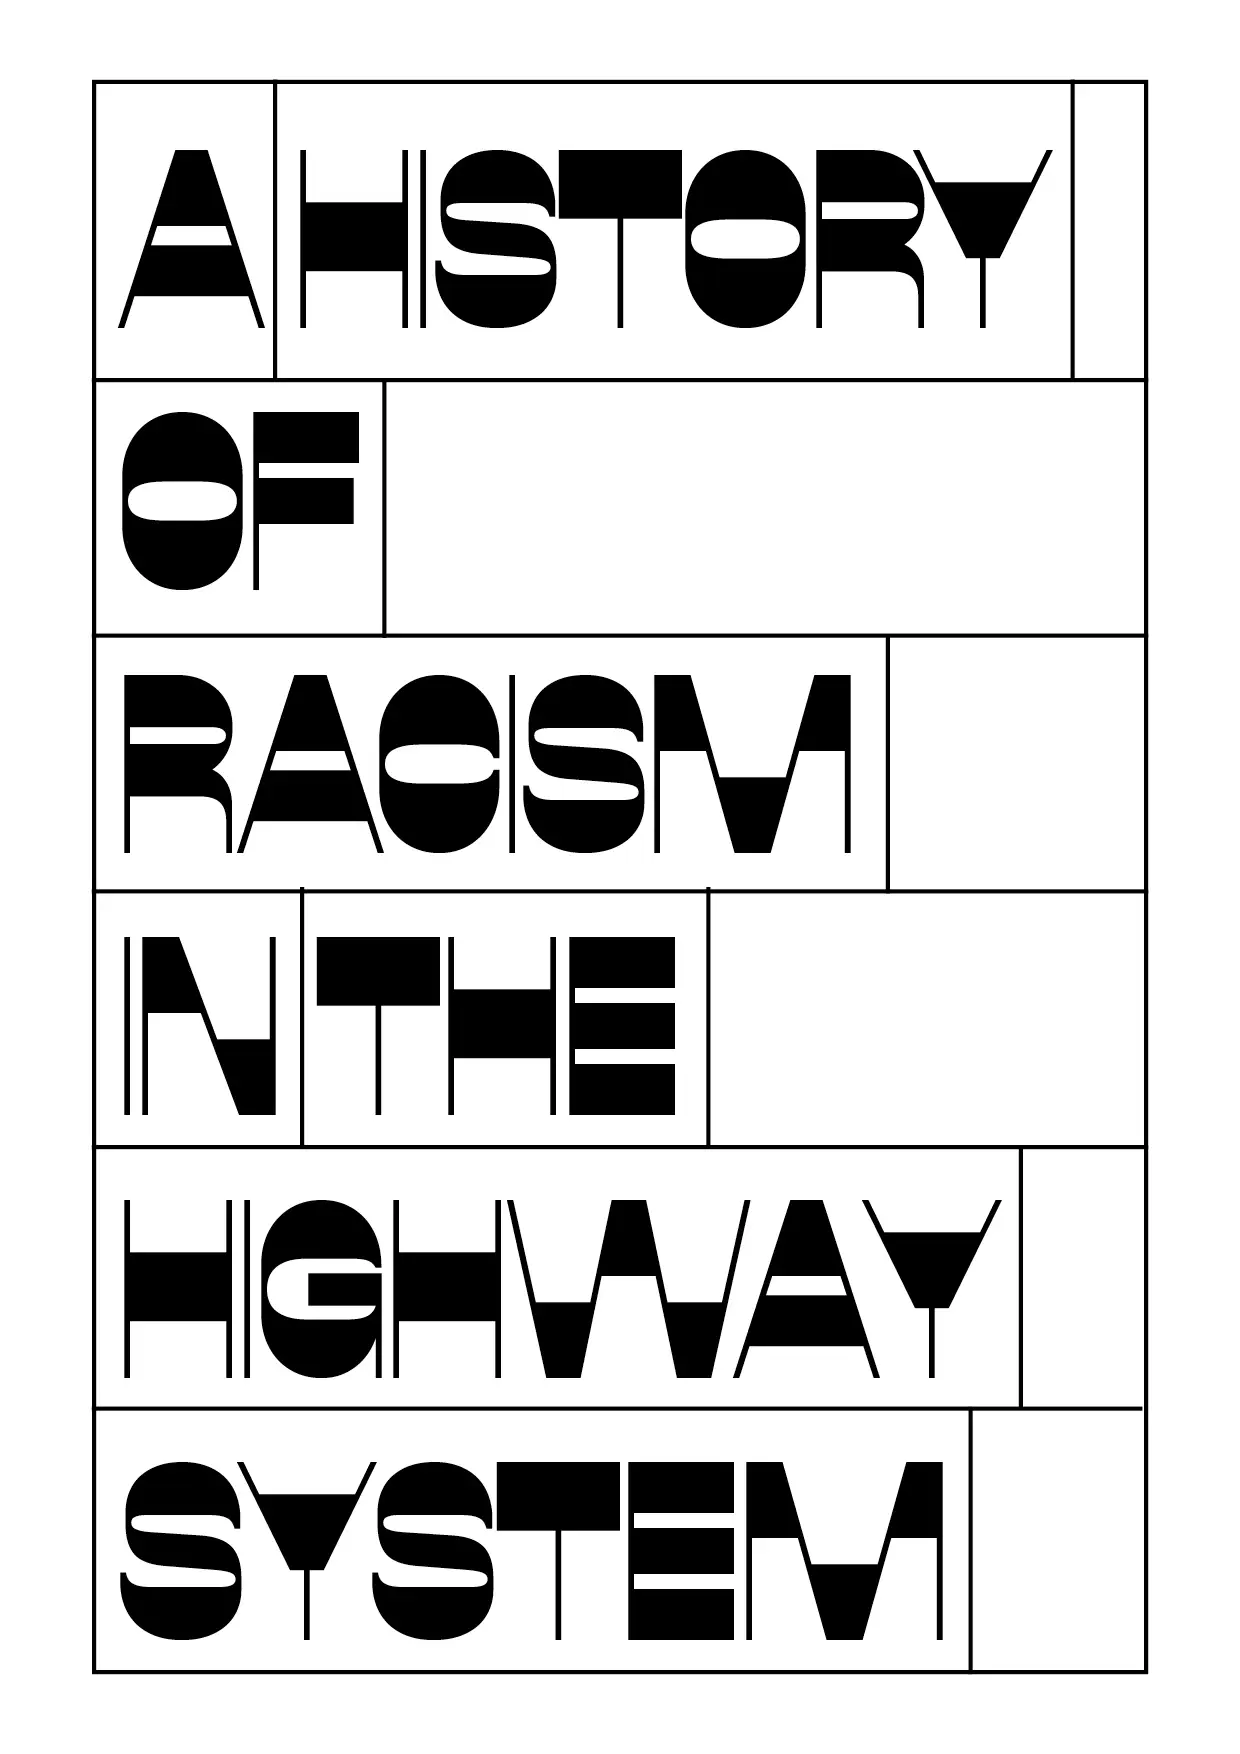 A HISTORY
OF
RACISM
IN THE
HIGHWAY
SYSTEM